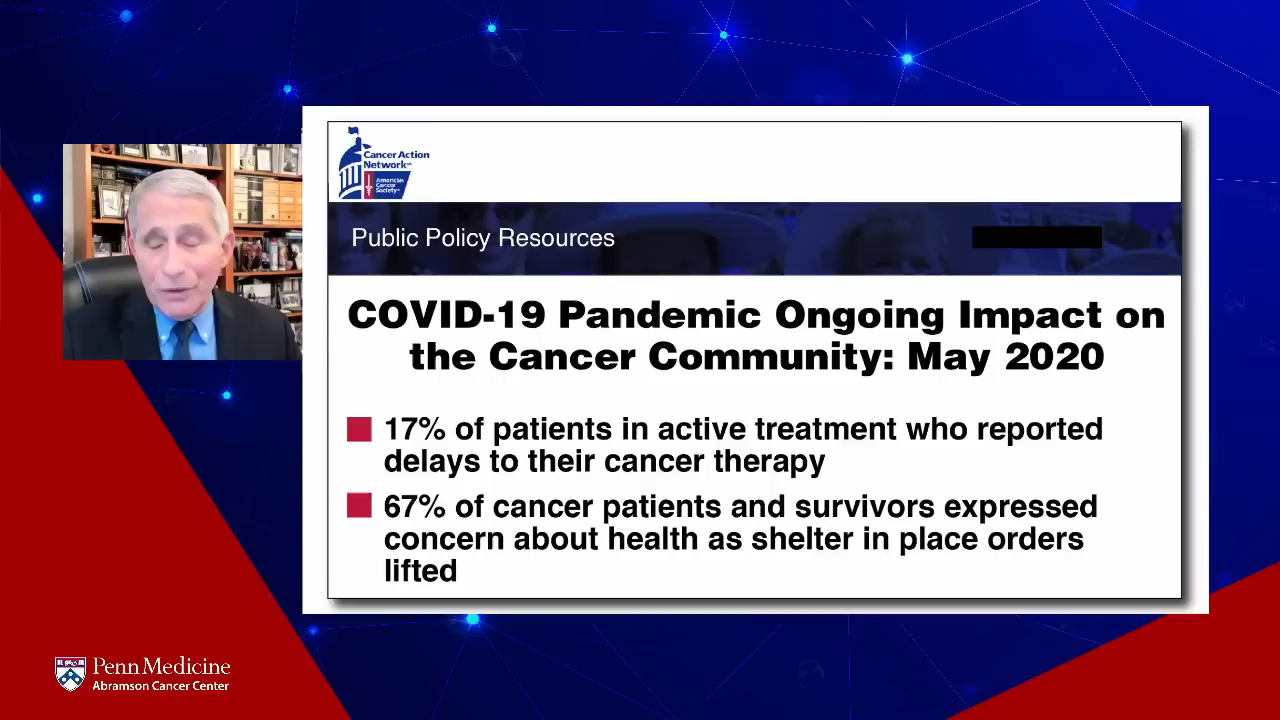 Cancer Action
Network℠
American
Cancer
Society®
Public Policy Resources
COVID-19 Pandemic Ongoing Impact on
the Cancer Community: May 2020
17% of patients in active treatment who reported
delays to their cancer therapy
67% of cancer patients and survivors expressed
concern about health as shelter in place orders
lifted
Penn Medicine
Abramson Cancer Center